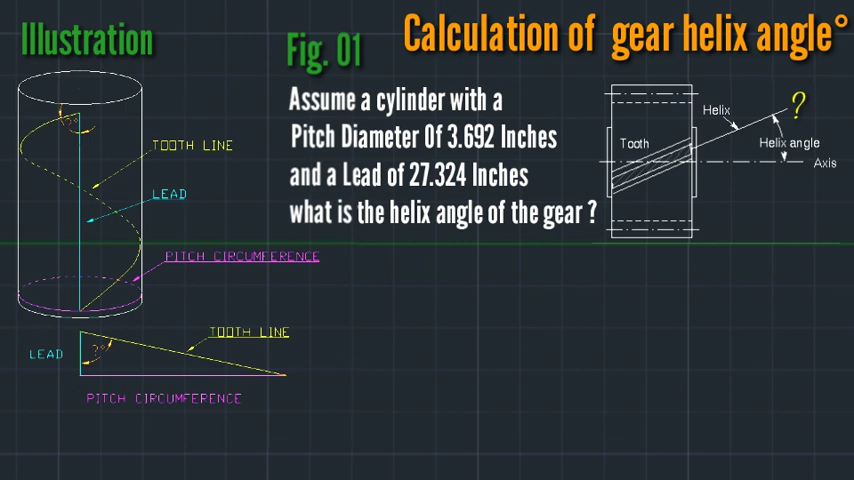 Illustration
Fig. 01
Calculation of gear helix angle°
Assume a cylinder with a
Pitch Diameter Of 3.692 Inches
and a Lead of 27.324 Inches
what is the helix angle of the gear ?
?°
TOOTH LINE
LEAD
PITCH CIRCUMFERENCE
Helix
?
Tooth
Helix angle
Axis
TOOTH LINE
LEAD
?°
PITCH CIRCUMFERENCE